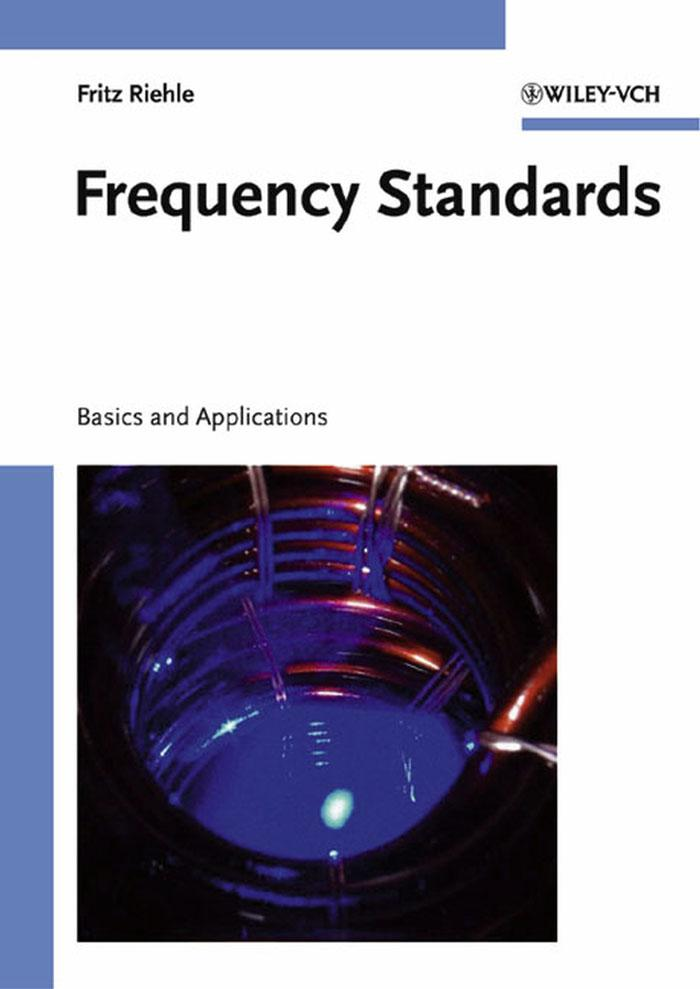 Fritz Riehle
WILEY-VCH
Frequency Standards
Basics and Applications